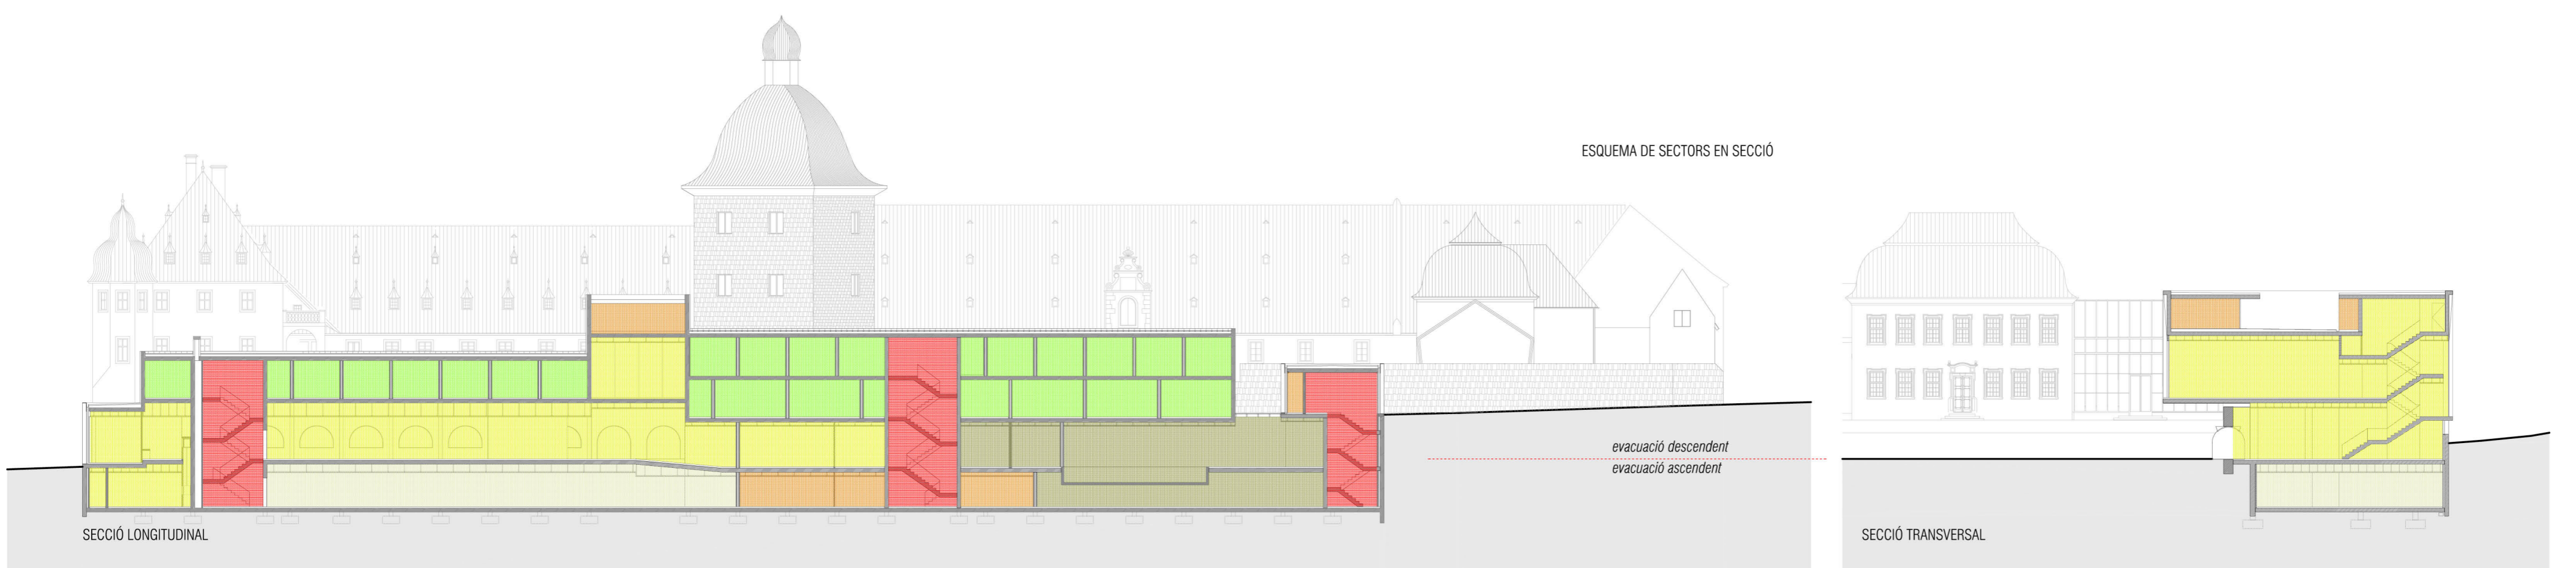 ESQUEMA DE SECTORS EN SECCIÓ
evacuació descendent
evacuació ascendent
SECCIÓ LONGITUDINAL
SECCIÓ TRANSVERSAL